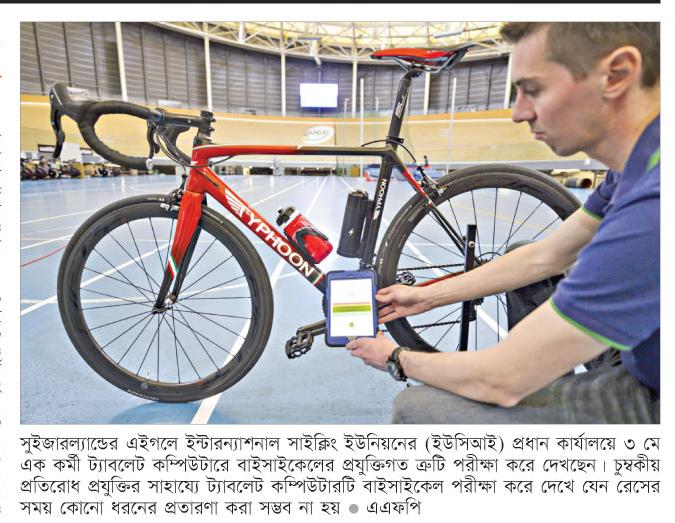 TYPHOON
TYPHOON
সুইজারল্যান্ডের এইগলে ইন্টারন্যাশনাল সাইক্লিং ইউনিয়নের (ইউসিআই) প্রধান কার্যালয়ে ৩ মে
এক কর্মী ট্যাবলেট কম্পিউটারে বাইসাইকেলের প্রযুক্তিগত ত্রুটি পরীক্ষা করে দেখছেন। চুম্বকীয়
প্রতিরোধ প্রযুক্তির সাহায্যে ট্যাবলেট কম্পিউটারটি বাইসাইকেল পরীক্ষা করে দেখে যেন রেসের
সময় কোনো ধরনের প্রতারণা করা সম্ভব না হয় ● এএফপি